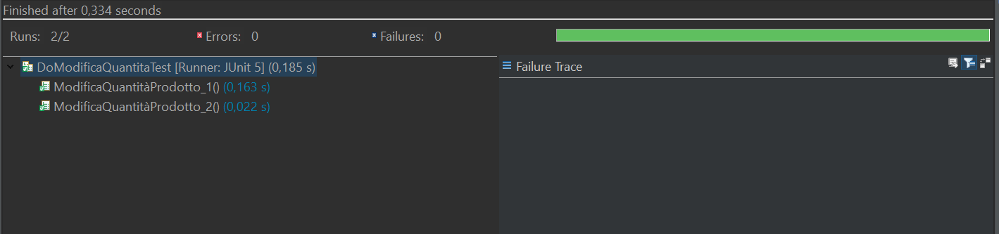 Finished after 0,334 seconds
Runs: 2/2 Errors: 0 Failures: 0
DoModificaQuantitaTest [Runner: JUnit 5] (0,185 s)
ModificaQuantitàProdotto_1() (0,163 s)
ModificaQuantitàProdotto_2() (0,022 s)
Failure Trace